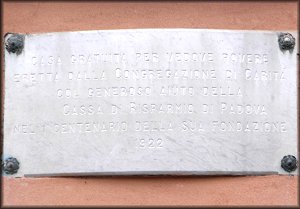 CASA GRATUITA PER VEDOVE POVERE
ERETTA DALLA CONGREGAZIONE DI CARITÀ
COL GENEROSO AIUTO DELLA
CASSA DI RISPARMIO DI PADOVA
NEL I CENTENARIO DELLA SUA FONDAZIONE
1922